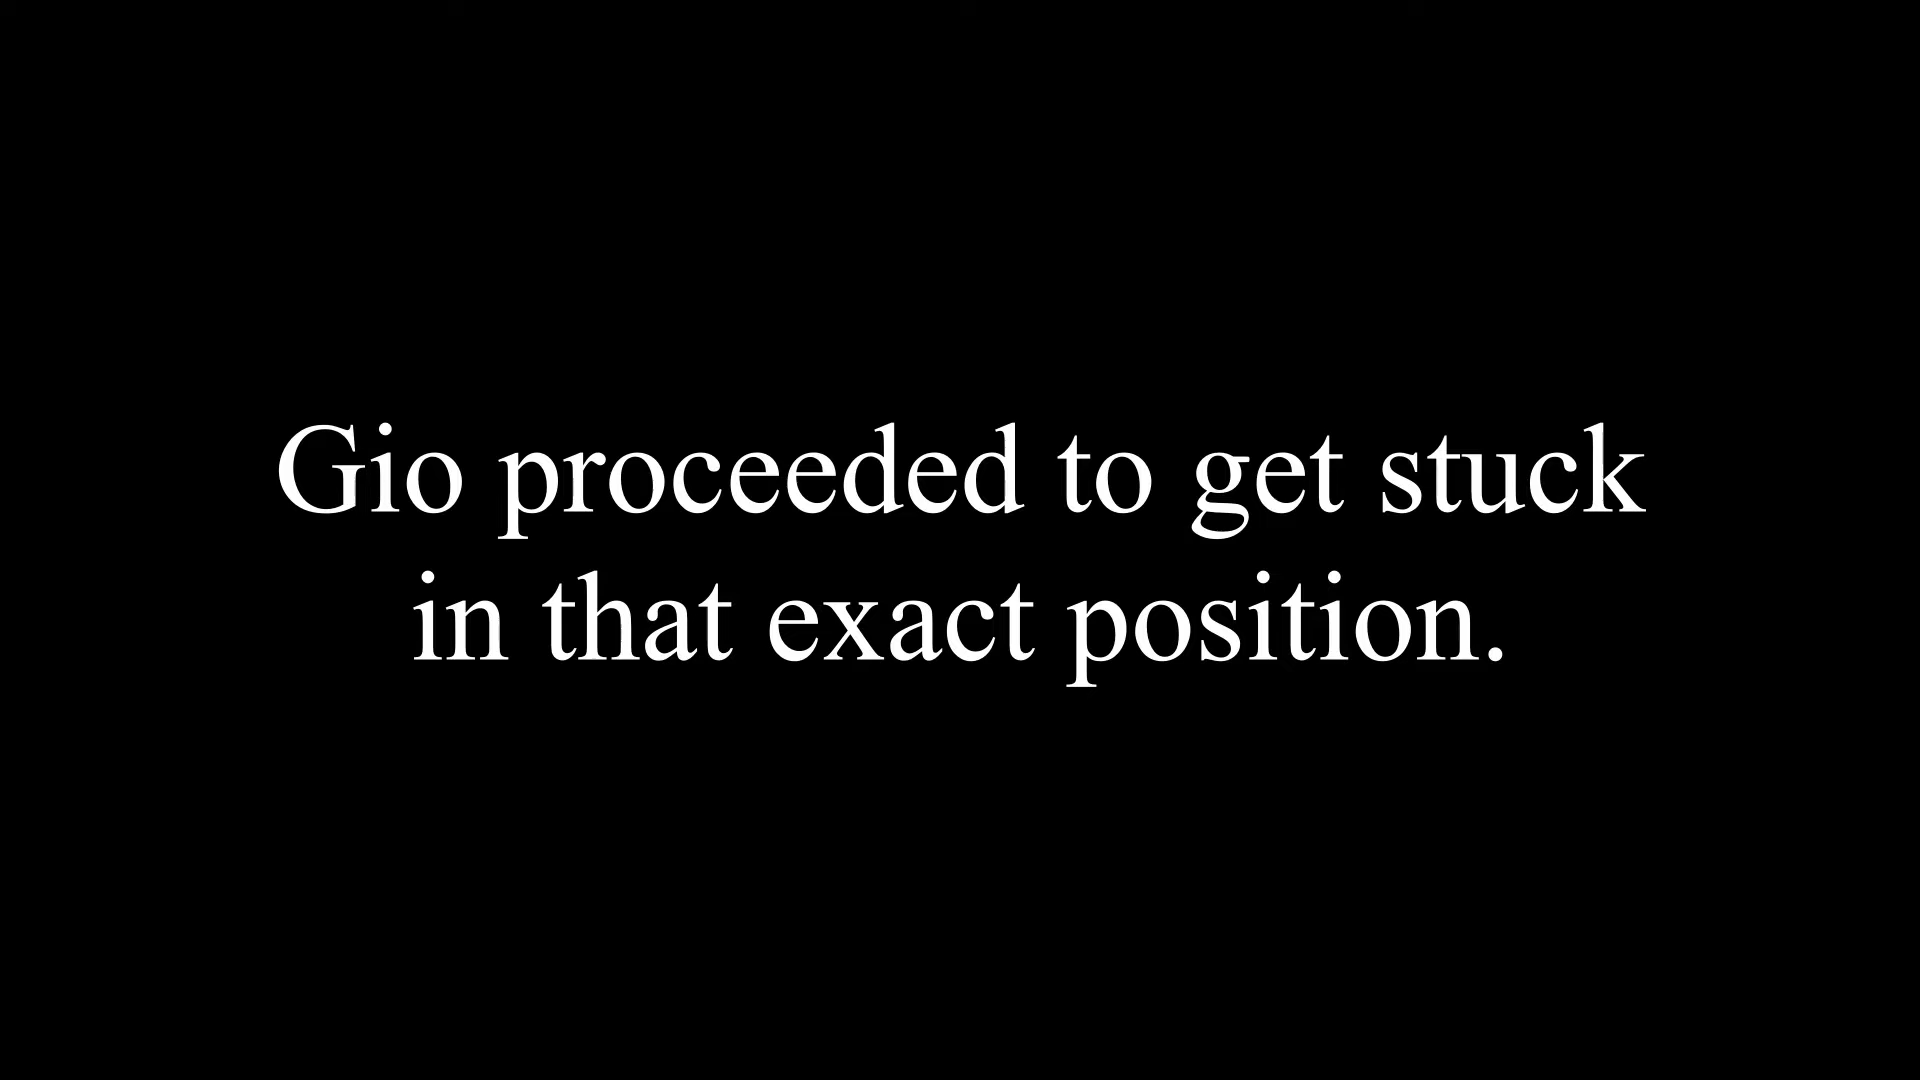 Gio proceeded to get stuck
in that exact position.